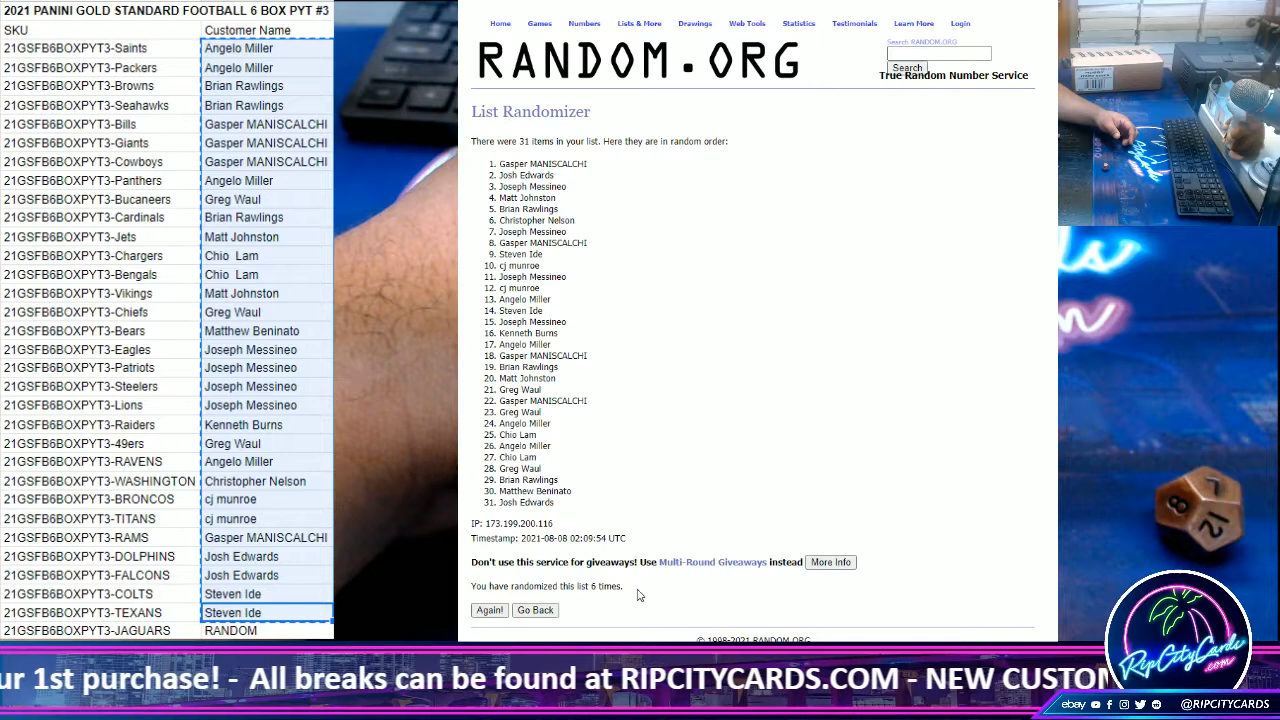 2021 PANINI GOLD STANDARD FOOTBALL 6 BOX PYT #3
SKU Customer Name
21GSFB6BOXPYT3-Saints Angelo Miller
21GSFB6BOXPYT3-Packers Angelo Miller
21GSFB6BOXPYT3-Browns Brian Rawlings
21GSFB6BOXPYT3-Seahawks Brian Rawlings
21GSFB6BOXPYT3-Bills Gasper MANISCALCHI
21GSFB6BOXPYT3-Giants Gasper MANISCALCHI
21GSFB6BOXPYT3-Cowboys Gasper MANISCALCHI
21GSFB6BOXPYT3-Panthers Angelo Miller
21GSFB6BOXPYT3-Bucaneers Greg Waul
21GSFB6BOXPYT3-Cardinals Brian Rawlings
21GSFB6BOXPYT3-Jets Matt Johnston
21GSFB6BOXPYT3-Chargers Chio Lam
21GSFB6BOXPYT3-Bengals Chio Lam
21GSFB6BOXPYT3-Vikings Matt Johnston
21GSFB6BOXPYT3-Chiefs Greg Waul
21GSFB6BOXPYT3-Bears Matthew Beninato
21GSFB6BOXPYT3-Eagles Joseph Messineo
21GSFB6BOXPYT3-Patriots Joseph Messineo
21GSFB6BOXPYT3-Steelers Joseph Messineo
21GSFB6BOXPYT3-Lions Joseph Messineo
21GSFB6BOXPYT3-Raiders Kenneth Burns
21GSFB6BOXPYT3-49ers Greg Waul
21GSFB6BOXPYT3-RAVENS Angelo Miller
21GSFB6BOXPYT3-WASHINGTON Christopher Nelson
21GSFB6BOXPYT3-BRONCOS cj munroe
21GSFB6BOXPYT3-TITANS cj munroe
21GSFB6BOXPYT3-RAMS Gasper MANISCALCHI
21GSFB6BOXPYT3-DOLPHINS Josh Edwards
21GSFB6BOXPYT3-FALCONS Josh Edwards
21GSFB6BOXPYT3-COLTS Steven Ide
21GSFB6BOXPYT3-TEXANS Steven Ide
21GSFB6BOXPYT3-JAGUARS RANDOM
Home Games Numbers Lists & More Drawings Web Tools Statistics Testimonials Learn More Login
RANDOM.ORG
Search RANDOM.ORG
Search
True Random Number Service
List Randomizer
There were 31 items in your list. Here they are in random order:
1. Gasper MANISCALCHI
2. Josh Edwards
3. Joseph Messineo
4. Matt Johnston
5. Brian Rawlings
6. Christopher Nelson
7. Joseph Messineo
8. Gasper MANISCALCHI
9. Steven Ide
10. cj munroe
11. Joseph Messineo
12. cj munroe
13. Angelo Miller
14. Steven Ide
15. Joseph Messineo
16. Kenneth Burns
17. Angelo Miller
18. Gasper MANISCALCHI
19. Brian Rawlings
20. Matt Johnston
21. Greg Waul
22. Gasper MANISCALCHI
23. Greg Waul
24. Angelo Miller
25. Chio Lam
26. Angelo Miller
27. Chio Lam
28. Greg Waul
29. Brian Rawlings
30. Matthew Beninato
31. Josh Edwards
IP: 173.199.200.116
Timestamp: 2021-08-08 02:09:54 UTC
Don't use this service for giveaways! Use Multi-Round Giveaways instead More Info
You have randomized this list 6 times.
Again! Go Back
© 1998-2021 RANDOM.ORG
8
12
7
ur 1st purchase! - All breaks can be found at RIPCITYCARDS.COM - NEW CUSTOM
RipCityCards
.com
ebay @RIPCITYCARDS